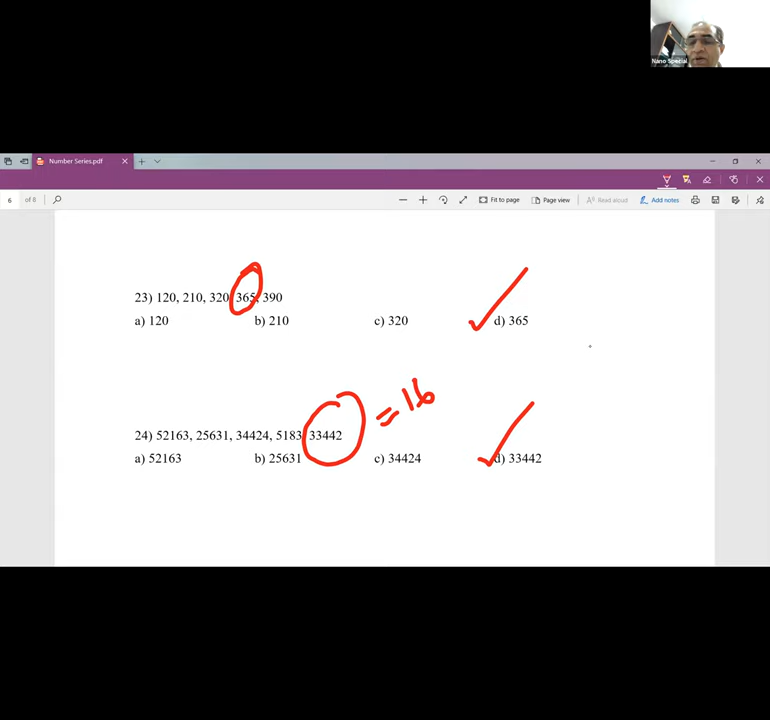 Nano Special
Number Series.pdf
6 of 8 Fit to page Page view Read aloud Add notes
23) 120, 210, 320, 365, 390
a) 120 b) 210 c) 320 d) 365
= 16
24) 52163, 25631, 34424, 5183 33442
a) 52163 b) 25631 c) 34424 d) 33442